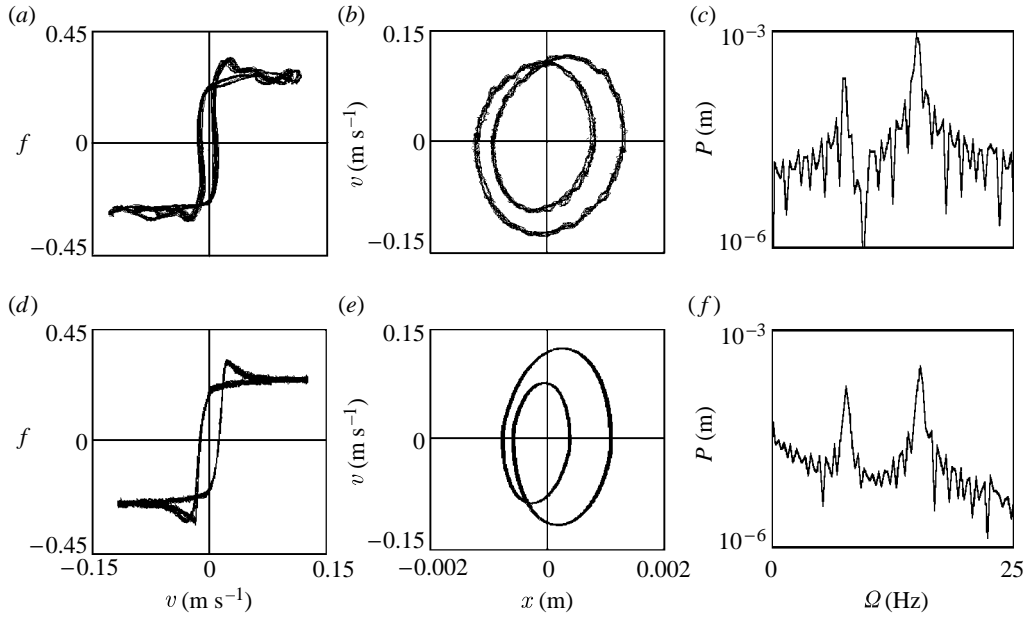 (a) (b) (c)
0.45 0.15 10⁻³
f 0 v (m s⁻¹) 0 P (m)
−0.45 −0.15 10⁻⁶
(d) (e) (f)
0.45 0.15 10⁻³
f 0 v (m s⁻¹) 0 P (m)
−0.45 −0.15 10⁻⁶
−0.15 0 0.15 −0.002 0 0.002 0 25
v (m s⁻¹) x (m) Ω (Hz)